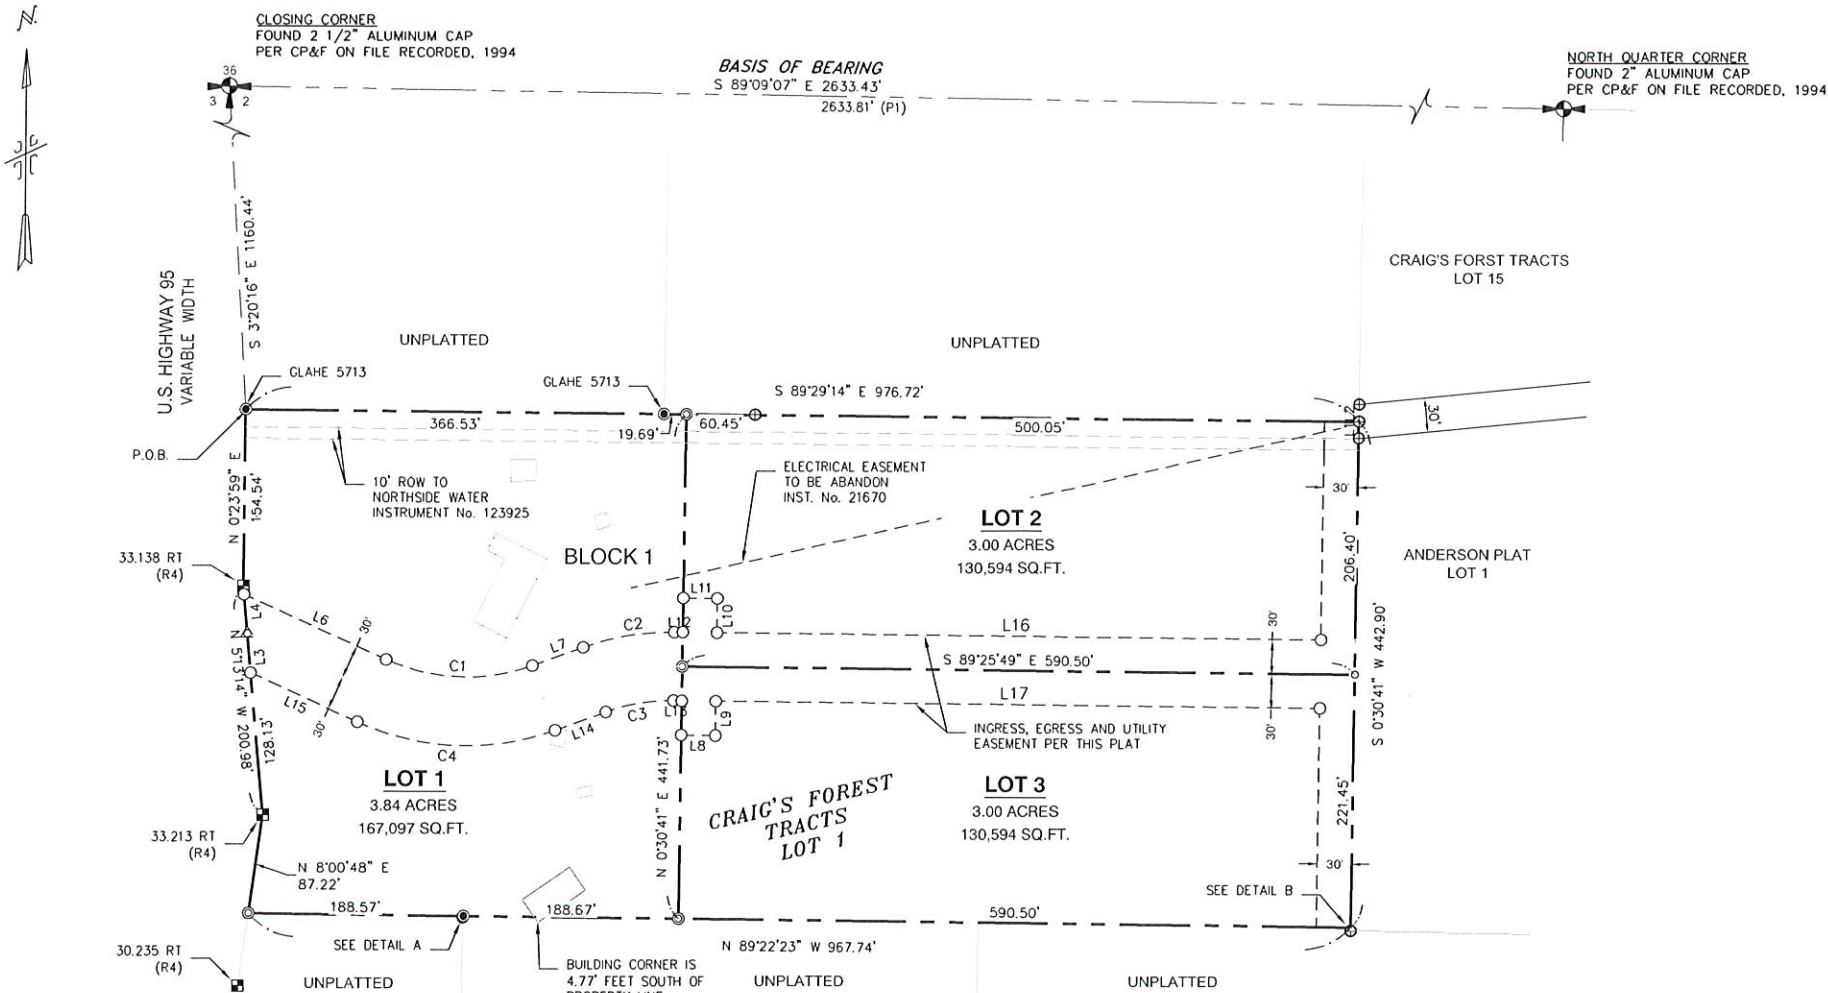 N.
CLOSING CORNER
FOUND 2 1/2" ALUMINUM CAP
PER CP&F ON FILE RECORDED, 1994
36
3 2
BASIS OF BEARING
S 89°09'07" E 2633.43'
2633.81' (P1)
NORTH QUARTER CORNER
FOUND 2" ALUMINUM CAP
PER CP&F ON FILE RECORDED, 1994
S 3°20'16" E 1160.44'
U.S. HIGHWAY 95
VARIABLE WIDTH
CRAIG'S FORST TRACTS
LOT 15
UNPLATTED
UNPLATTED
GLAHE 5713
GLAHE 5713
S 89°29'14" E 976.72'
366.53'
19.69'
60.45'
500.05'
30'
P.O.B.
N 0°23'59" E
154.54'
10' ROW TO
NORTHSIDE WATER
INSTRUMENT No. 123925
ELECTRICAL EASEMENT
TO BE ABANDON
INST. No. 21670
30'
LOT 2
3.00 ACRES
130,594 SQ.FT.
BLOCK 1
206.40'
ANDERSON PLAT
LOT 1
33.138 RT
(R4)
L4
L6
30'
C1
L7
C2
L12
L11
L10
L16
30'
S 89°25'49" E 590.50'
S 0°30'41" W 442.90'
L3
N 5°13'14" W 200.98'
128.13'
L15
30'
C4
L14
C3
L13
L9
L8
L17
30'
INGRESS, EGRESS AND UTILITY
EASEMENT PER THIS PLAT
LOT 1
3.84 ACRES
167,097 SQ.FT.
N 0°30'41" E 441.73'
CRAIG'S FOREST
TRACTS
LOT 1
LOT 3
3.00 ACRES
130,594 SQ.FT.
221.45'
33.213 RT
(R4)
N 8°00'48" E
87.22'
30'
SEE DETAIL B
188.57'
188.67'
590.50'
SEE DETAIL A
N 89°22'23" W 967.74'
30.235 RT
(R4)
UNPLATTED
BUILDING CORNER IS
4.77' FEET SOUTH OF
UNPLATTED
UNPLATTED